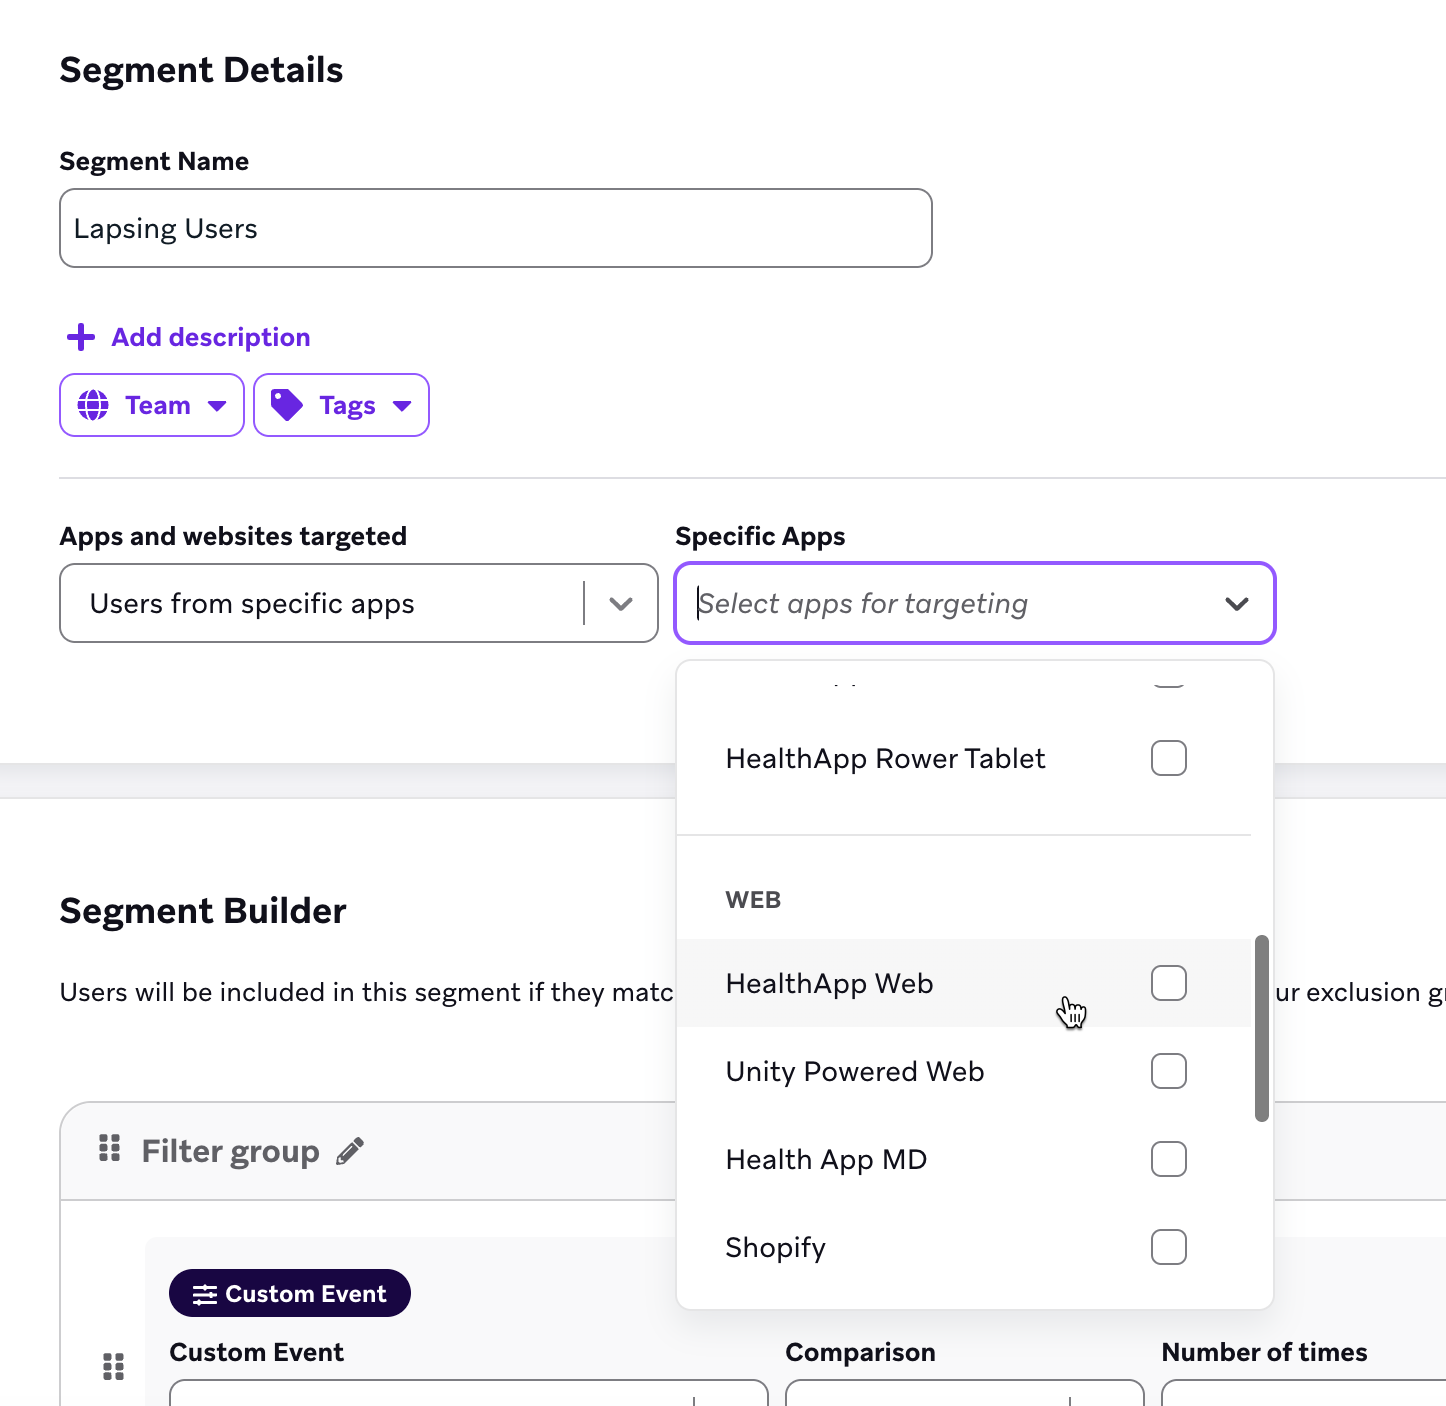 Segment Details
Segment Name
Lapsing Users
Add description
Team
Tags
Apps and websites targeted
Specific Apps
Users from specific apps
Select apps for targeting
HealthApp Rower Tablet
WEB
HealthApp Web
Unity Powered Web
Health App MD
Shopify
Segment Builder
Users will be included in this segment if they matc
ur exclusion g
Filter group
Custom Event
Custom Event
Comparison
Number of times